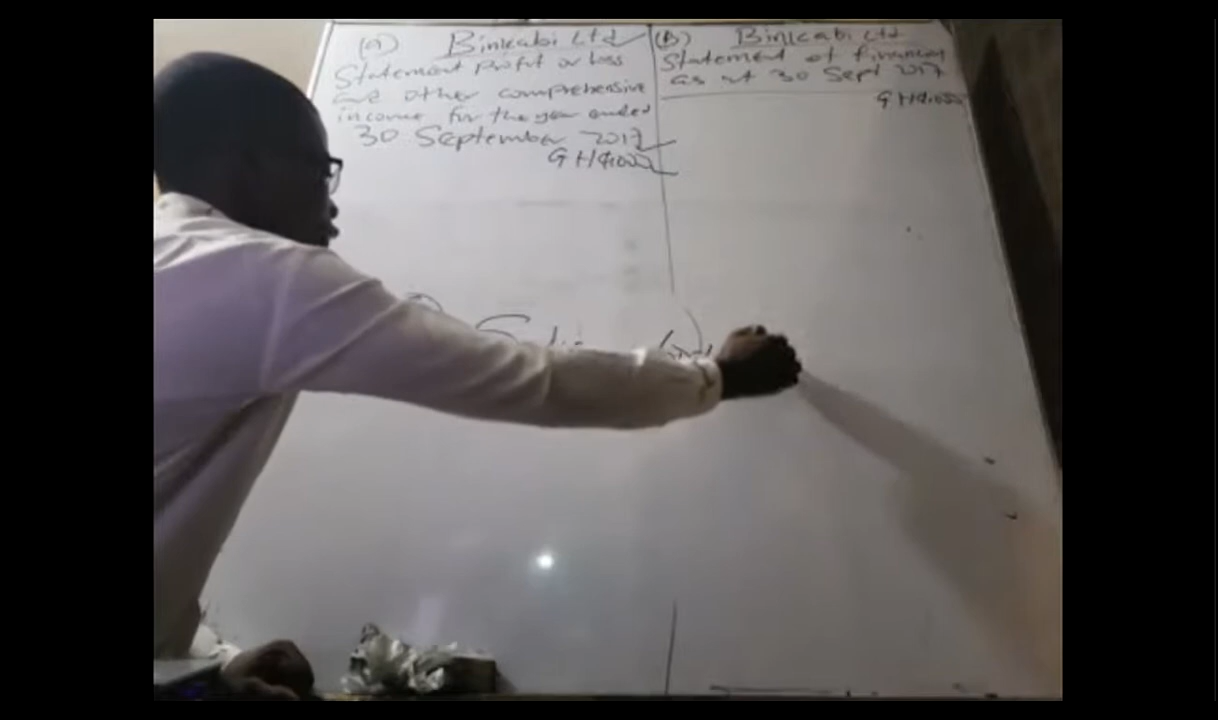 (a) Binkabi Ltd
Statement Profit or loss
and other comprehensive
income for the year ended
30 September 2017
GH¢'000
(b) Binkabi Ltd
Statement of financial
as at 30 Sept 2017
GH¢'000